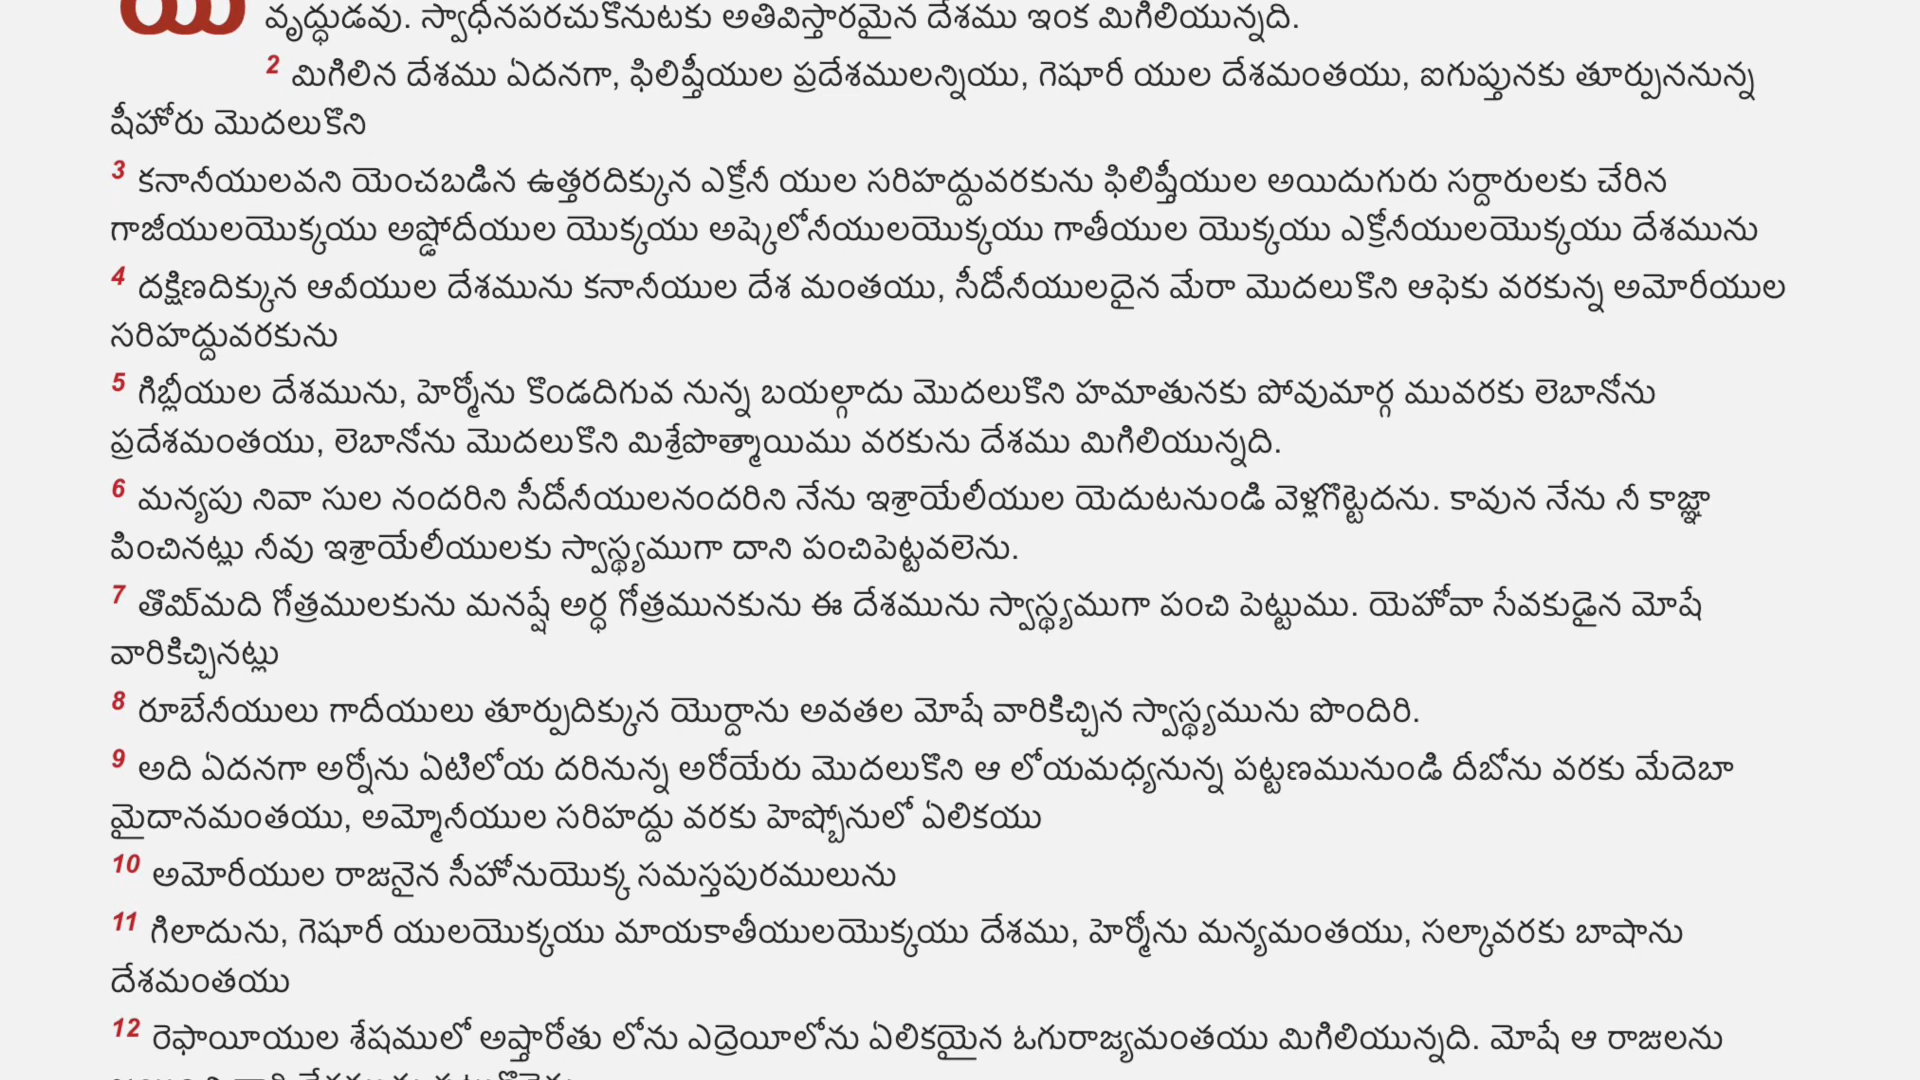 వృద్ధుడవు. స్వాధీనపరచుకొనుటకు అతివిస్తారమైన దేశము ఇంక మిగిలియున్నది.
2 మిగిలిన దేశము ఏదనగా, ఫిలిష్తీయుల ప్రదేశములన్నియు, గెషూరీ యుల దేశమంతయు, ఐగుప్తునకు తూర్పుననున్న
షీహోరు మొదలుకొని
3 కనానీయులవని యెంచబడిన ఉత్తరదిక్కున ఎక్రోనీ యుల సరిహద్దువరకును ఫిలిష్తీయుల అయిదుగురు సర్దారులకు చేరిన
గాజీయులయొక్కయు అష్డోదీయుల యొక్కయు అష్కెలోనీయులయొక్కయు గాతీయుల యొక్కయు ఎక్రోనీయులయొక్కయు దేశమును
4 దక్షిణదిక్కున ఆవీయుల దేశమును కనానీయుల దేశ మంతయు, సీదోనీయులదైన మేరా మొదలుకొని ఆఫెకు వరకున్న అమోరీయుల
సరిహద్దువరకును
5 గిబ్లీయుల దేశమును, హెర్మోను కొండదిగువ నున్న బయల్గాదు మొదలుకొని హమాతునకు పోవుమార్గ మువరకు లెబానోను
ప్రదేశమంతయు, లెబానోను మొదలుకొని మిశ్రేపొత్మాయిము వరకును దేశము మిగిలియున్నది.
6 మన్యపు నివా సుల నందరిని సీదోనీయులనందరిని నేను ఇశ్రాయేలీయుల యెదుటనుండి వెళ్లగొట్టెదను. కావున నేను నీ కాజ్ఞా
పించినట్లు నీవు ఇశ్రాయేలీయులకు స్వాస్థ్యముగా దాని పంచిపెట్టవలెను.
7 తొమి్మది గోత్రములకును మనష్షే అర్ధ గోత్రమునకును ఈ దేశమును స్వాస్థ్యముగా పంచి పెట్టుము. యెహోవా సేవకుడైన మోషే
వారికిచ్చినట్లు
8 రూబేనీయులు గాదీయులు తూర్పుదిక్కున యొర్దాను అవతల మోషే వారికిచ్చిన స్వాస్థ్యమును పొందిరి.
9 అది ఏదనగా అర్నోను ఏటిలోయ దరినున్న అరోయేరు మొదలుకొని ఆ లోయమధ్యనున్న పట్టణమునుండి దీబోను వరకు మేదెబా
మైదానమంతయు, అమ్మోనీయుల సరిహద్దు వరకు హెష్బోనులో ఏలికయు
10 అమోరీయుల రాజునైన సీహోనుయొక్క సమస్తపురములును
11 గిలాదును, గెషూరీ యులయొక్కయు మాయకాతీయులయొక్కయు దేశము, హెర్మోను మన్యమంతయు, సల్కావరకు బాషాను
దేశమంతయు
12 రెఫాయీయుల శేషములో అష్తారోతు లోను ఎద్రెయీలోను ఏలికయైన ఓగురాజ్యమంతయు మిగిలియున్నది. మోషే ఆ రాజులను